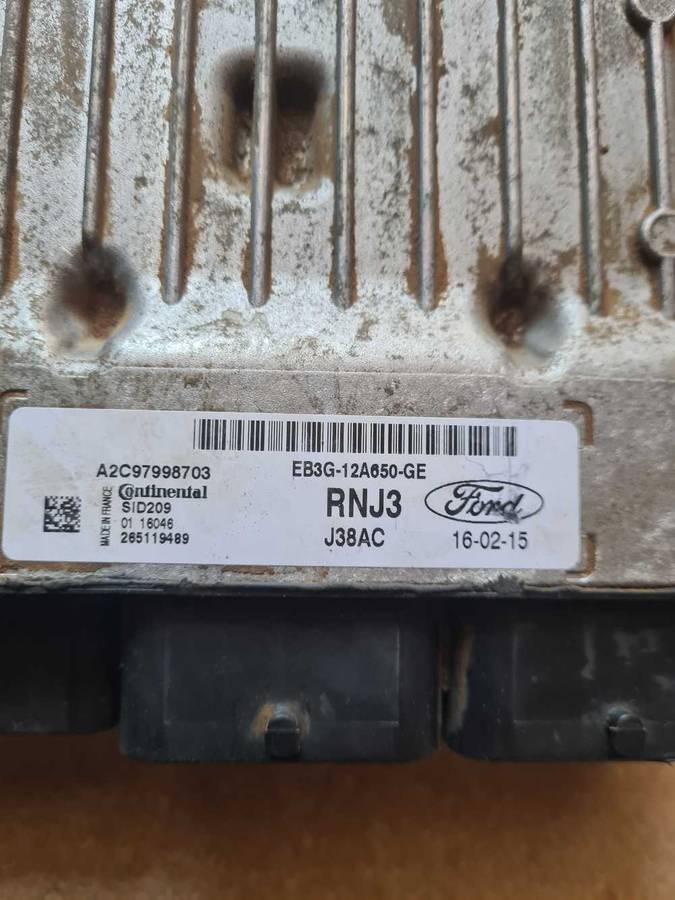 A2C97998703
EB3G-12A650-GE
MADE IN FRANCE
Continental
SID209
01 16046
265119489
RNJ3
Ford
J38AC
16-02-15